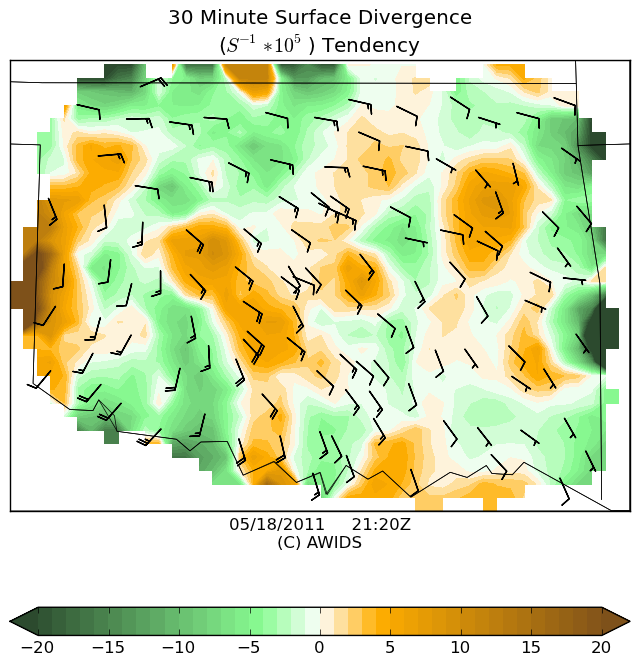 30 Minute Surface Divergence
(S⁻¹ ∗10⁵ ) Tendency
05/18/2011 21:20Z
(C) AWIDS
−20 −15 −10 −5 0 5 10 15 20